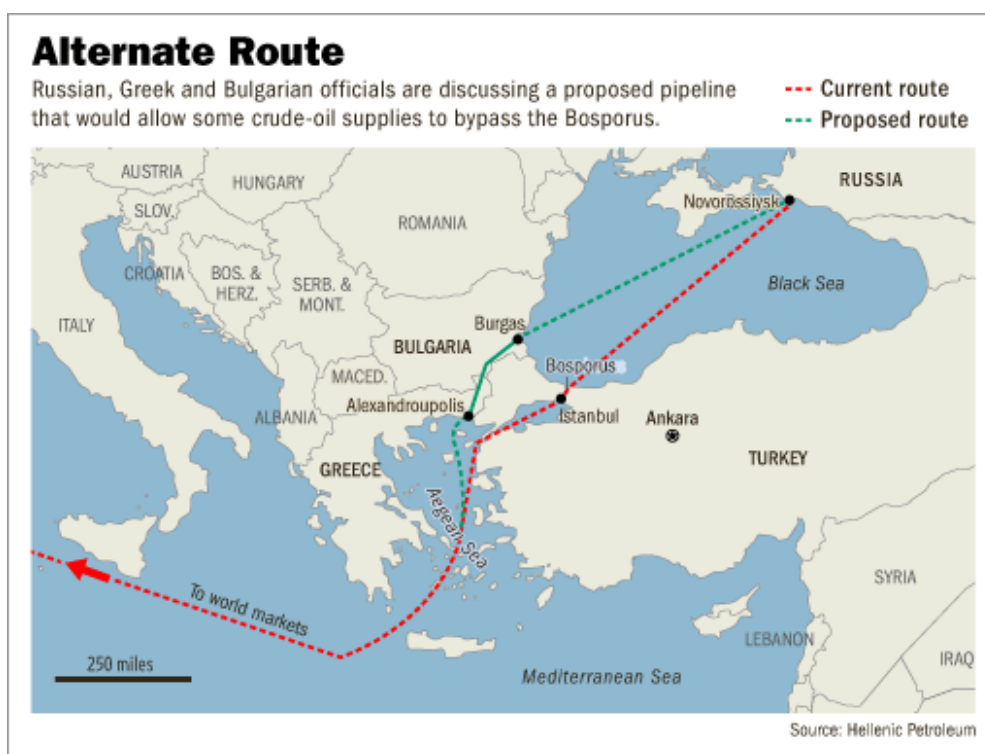 Alternate Route
Russian, Greek and Bulgarian officials are discussing a proposed pipeline
that would allow some crude-oil supplies to bypass the Bosporus.
Current route
Proposed route
AUSTRIA
HUNGARY
SLOV.
ROMANIA
RUSSIA
Novorossiysk
CROATIA
BOS. &
HERZ.
SERB. &
MONT.
Black Sea
ITALY
Burgas
BULGARIA
Bosporus
MACED.
Alexandroupolis
ALBANIA
Istanbul
Ankara
GREECE
TURKEY
Aegean Sea
SYRIA
To world markets
LEBANON
IRAQ
250 miles
Mediterranean Sea
Source: Hellenic Petroleum